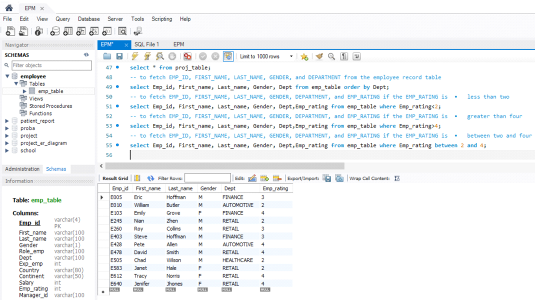 EPM
File Edit View Query Database Server Tools Scripting Help
Navigator
SCHEMAS
Filter objects
employee
Tables
emp_table
Views
Stored Procedures
Functions
patient_report
proba
project
project_er_diagram
school
Administration Schemas
Information
Table: emp_table
Columns:
Emp_id varchar(4) PK
First_name varchar(100
Last_name varchar(100
Gender varchar(1)
Role_emp varchar(100
Dept varchar(100
Exp_emp int
Country varchar(80)
Continent varchar(50)
Salary int
Emp_rating int
Manager_id varchar(100
EPM* SQL File 1 EPM
Limit to 1000 rows
47 select * from proj_table;
48 -- to fetch EMP_ID, FIRST_NAME, LAST_NAME, GENDER, and DEPARTMENT from the employee record table
49 select Emp_id, First_name, Last_name, Gender, Dept from emp_table order by Dept;
50 -- to fetch EMP_ID, FIRST_NAME, LAST_NAME, GENDER, DEPARTMENT, and EMP_RATING if the EMP_RATING is • less than two
51 select Emp_id, First_name, Last_name, Gender, Dept,Emp_rating from emp_table where Emp_rating<2;
52 -- to fetch EMP_ID, FIRST_NAME, LAST_NAME, GENDER, DEPARTMENT, and EMP_RATING if the EMP_RATING is • greater than four
53 select Emp_id, First_name, Last_name, Gender, Dept,Emp_rating from emp_table where Emp_rating>4;
54 -- to fetch EMP_ID, FIRST_NAME, LAST_NAME, GENDER, DEPARTMENT, and EMP_RATING if the EMP_RATING is • between two and four
55 select Emp_id, First_name, Last_name, Gender, Dept,Emp_rating from emp_table where Emp_rating between 2 and 4;
56
Result Grid Filter Rows: Edit: Export/Import: Wrap Cell Content:
Emp_id First_name Last_name Gender Dept Emp_rating
E005 Eric Hoffman M FINANCE 3
E010 William Butler M AUTOMOTIVE 2
E103 Emily Grove F FINANCE 4
E245 Nian Zhen M RETAIL 2
E260 Roy Collins M RETAIL 3
E403 Steve Hoffman M FINANCE 3
E428 Pete Allen M AUTOMOTIVE 4
E478 David Smith M RETAIL 4
E505 Chad Wilson M HEALTHCARE 2
E583 Janet Hale F RETAIL 2
E612 Tracy Norris F RETAIL 4
E640 Jenifer Jhones F RETAIL 4
NULL NULL NULL NULL NULL NULL